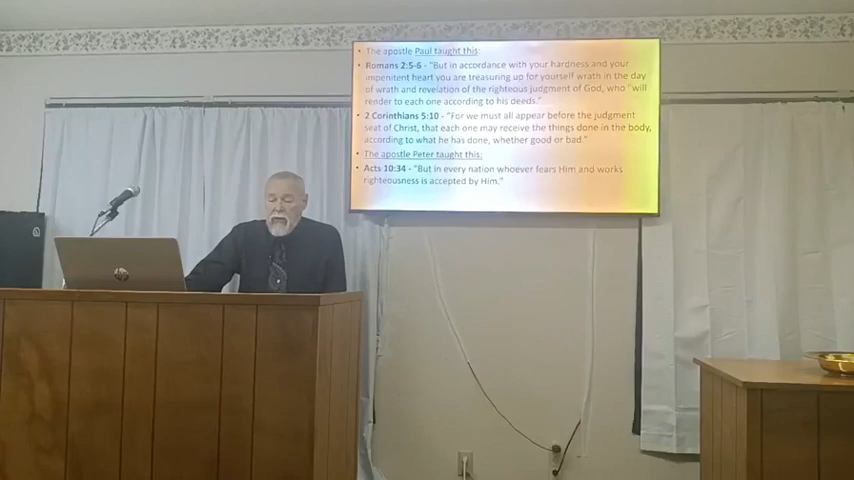 • The apostle Paul taught this:
• Romans 2:5-6 - "But in accordance with your hardness and your
impenitent heart you are treasuring up for yourself wrath in the day
of wrath and revelation of the righteous judgment of God, who "will
render to each one according to his deeds."
• 2 Corinthians 5:10 - "For we must all appear before the judgment
seat of Christ, that each one may receive the things done in the body,
according to what he has done, whether good or bad."
• The apostle Peter taught this:
• Acts 10:34 - "But in every nation whoever fears Him and works
righteousness is accepted by Him."
hp